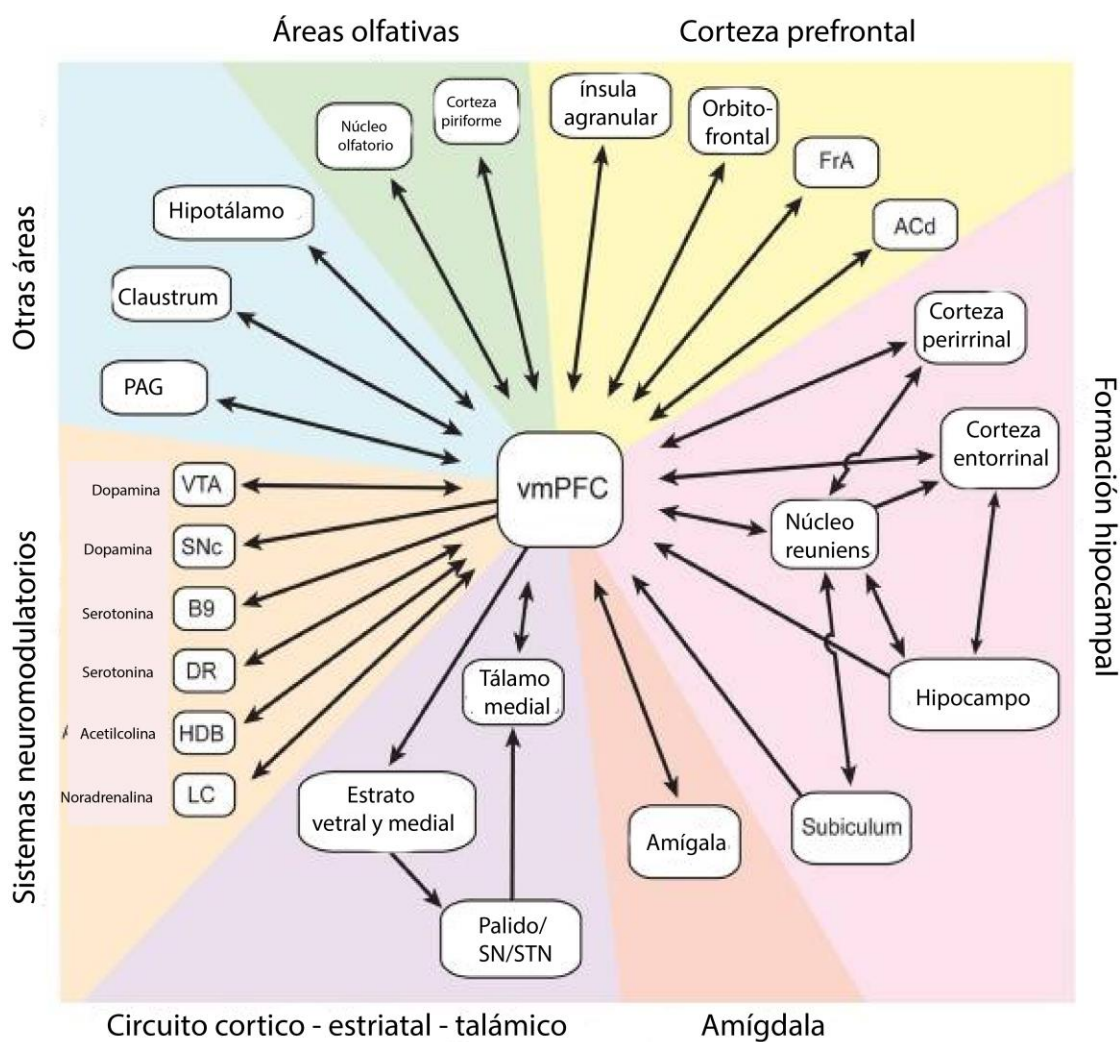 Áreas olfativas
Corteza prefrontal
Otras áreas
Sistemas neuromodulatorios
Formación hipocampal
Circuito cortico - estriatal - talámico
Amígdala
Núcleo
olfatorio
Corteza
piriforme
ínsula
agranular
Orbito-
frontal
FrA
ACd
Hipotálamo
Claustrum
PAG
Corteza
perirrinal
Corteza
entorrinal
Núcleo
reuniens
Hipocampo
Subiculum
vmPFC
Dopamina
VTA
Dopamina
SNc
Serotonina
B9
Serotonina
DR
Acetilcolina
HDB
Noradrenalina
LC
Tálamo
medial
Estrato
vetral y medial
Palido/
SN/STN
Amígala